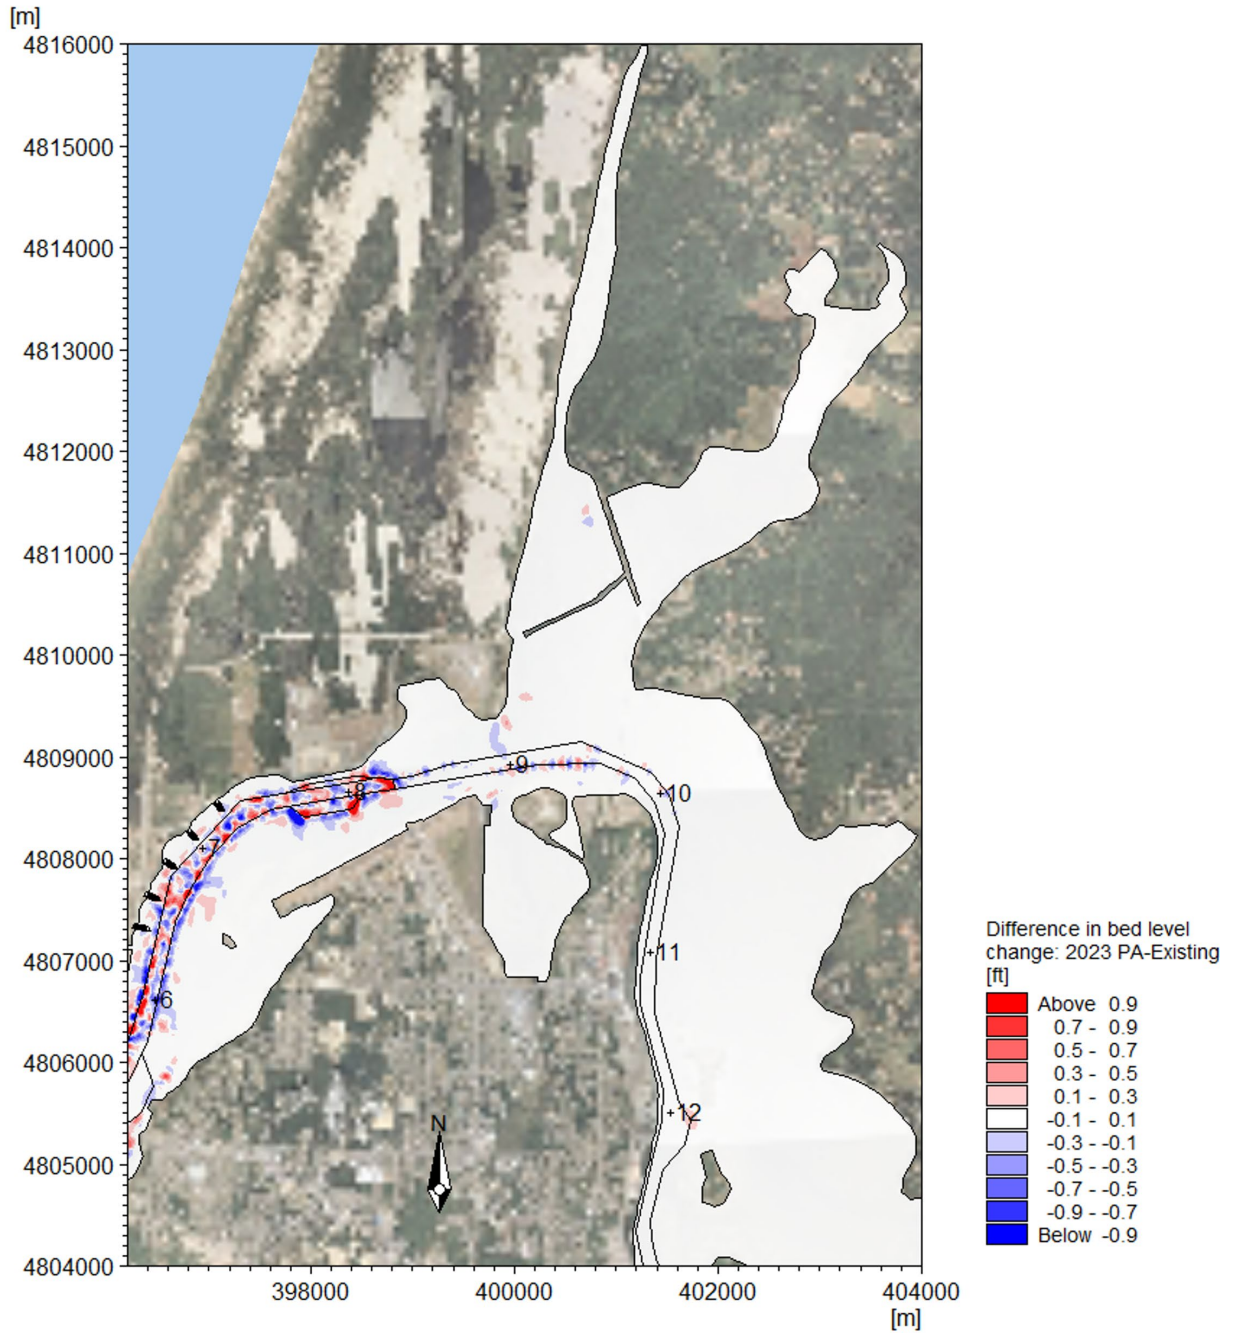 [m]
4816000
4815000
4814000
4813000
4812000
4811000
4810000
4809000
4808000
4807000
4806000
4805000
4804000
9
8
10
7
11
6
12
N
398000
400000
402000
404000
[m]
Difference in bed level
change: 2023 PA-Existing
[ft]
Above 0.9
0.7 - 0.9
0.5 - 0.7
0.3 - 0.5
0.1 - 0.3
-0.1 - 0.1
-0.3 - -0.1
-0.5 - -0.3
-0.7 - -0.5
-0.9 - -0.7
Below -0.9